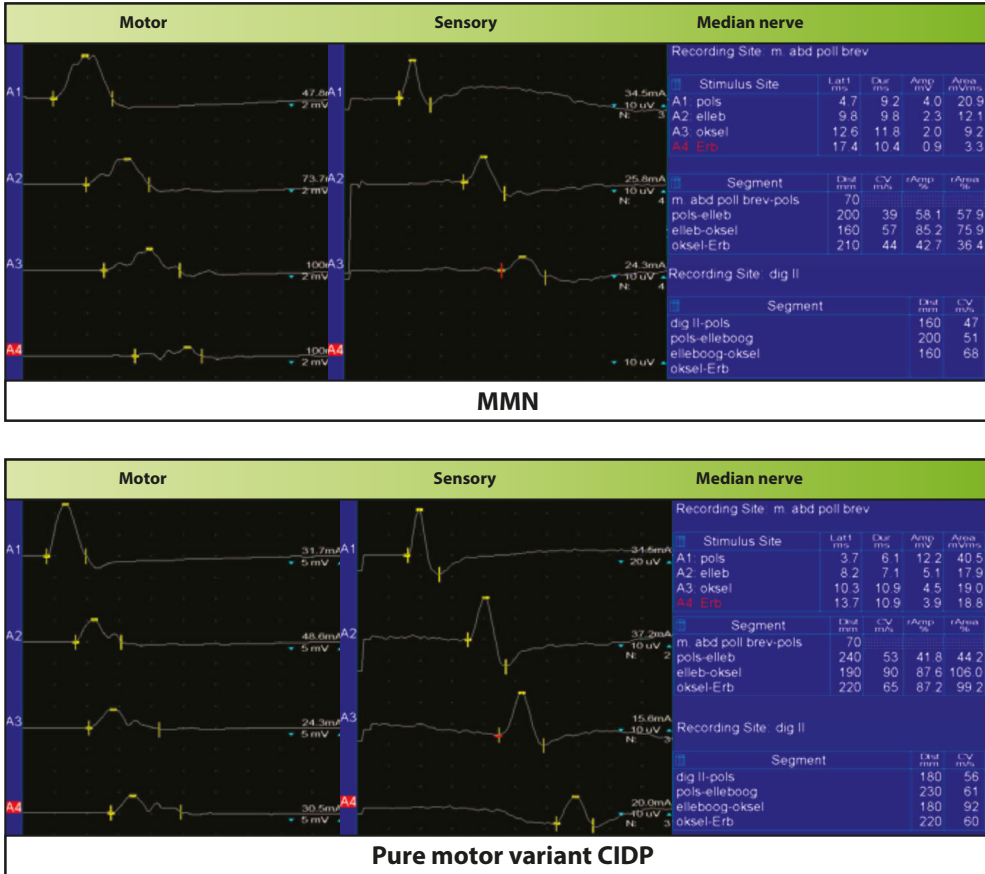 Motor Sensory Median nerve
Recording Site: m. abd poll brev
Stimulus Site Lat1 ms Dur ms Amp mV Area mVms
A1: pols 4.7 9.2 4.0 20.9
A2: elleb 9.8 9.8 2.3 12.1
A3: oksel 12.6 11.8 2.0 9.2
A4: Erb 17.4 10.4 0.9 3.3
Segment Dist mm CV m/s rAmp % rArea %
m. abd poll brev-pols 70
pols-elleb 200 39 58.1 57.9
elleb-oksel 160 57 85.2 75.9
oksel-Erb 210 44 42.7 36.4
Recording Site: dig II
Segment Dist mm CV m/s
dig II-pols 160 47
pols-elleboog 200 51
elleboog-oksel 160 68
oksel-Erb
A1 47.8 2 mV A1 34.5mA 10 uV N: 3
A2 73.7 2 mV A2 25.8mA 10 uV N: 4
A3 100 2 mV A3 24.3mA 10 uV N: 4
A4 100 2 mV A4 10 uV
MMN
Motor Sensory Median nerve
Recording Site: m. abd poll brev
Stimulus Site Lat1 ms Dur ms Amp mV Area mVms
A1: pols 3.7 6.1 12.2 40.5
A2: elleb 8.2 7.1 5.1 17.9
A3: oksel 10.3 10.9 4.5 19.0
A4: Erb 13.7 10.9 3.9 18.8
Segment Dist mm CV m/s rAmp % rArea %
m. abd poll brev-pols 70
pols-elleb 240 53 41.8 44.2
elleb-oksel 190 90 87.6 106.0
oksel-Erb 220 65 87.2 99.2
Recording Site: dig II
Segment Dist mm CV m/s
dig II-pols 180 56
pols-elleboog 230 61
elleboog-oksel 180 92
oksel-Erb 220 60
A1 31.7mA 5 mV A1 20 uV
A2 48.6mA 5 mV A2 37.2mA 10 uV N: 2
A3 24.3mA 5 mV A3 15.6mA 10 uV N: 3
A4 30.5mA 5 mV A4 20.0mA 10 uV N: 3
Pure motor variant CIDP